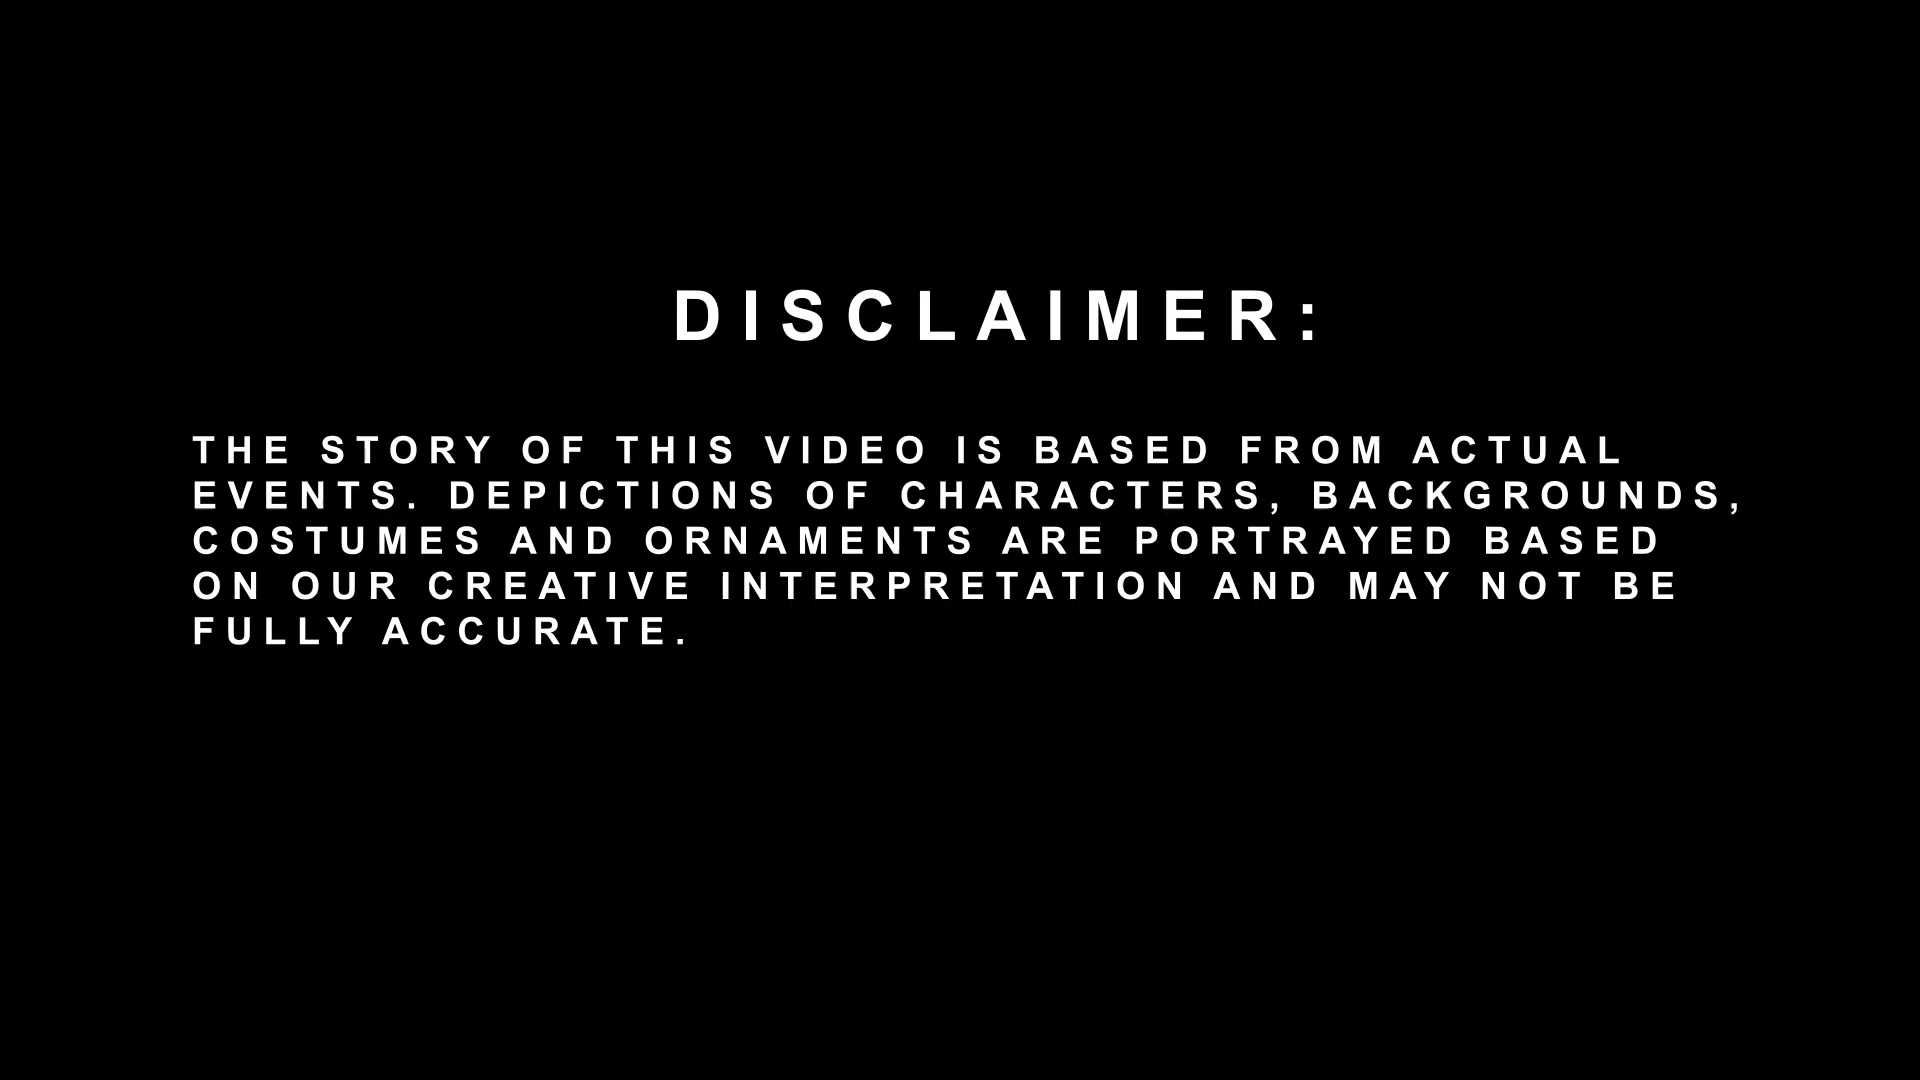 DISCLAIMER:
THE STORY OF THIS VIDEO IS BASED FROM ACTUAL
EVENTS. DEPICTIONS OF CHARACTERS, BACKGROUNDS,
COSTUMES AND ORNAMENTS ARE PORTRAYED BASED
ON OUR CREATIVE INTERPRETATION AND MAY NOT BE
FULLY ACCURATE.